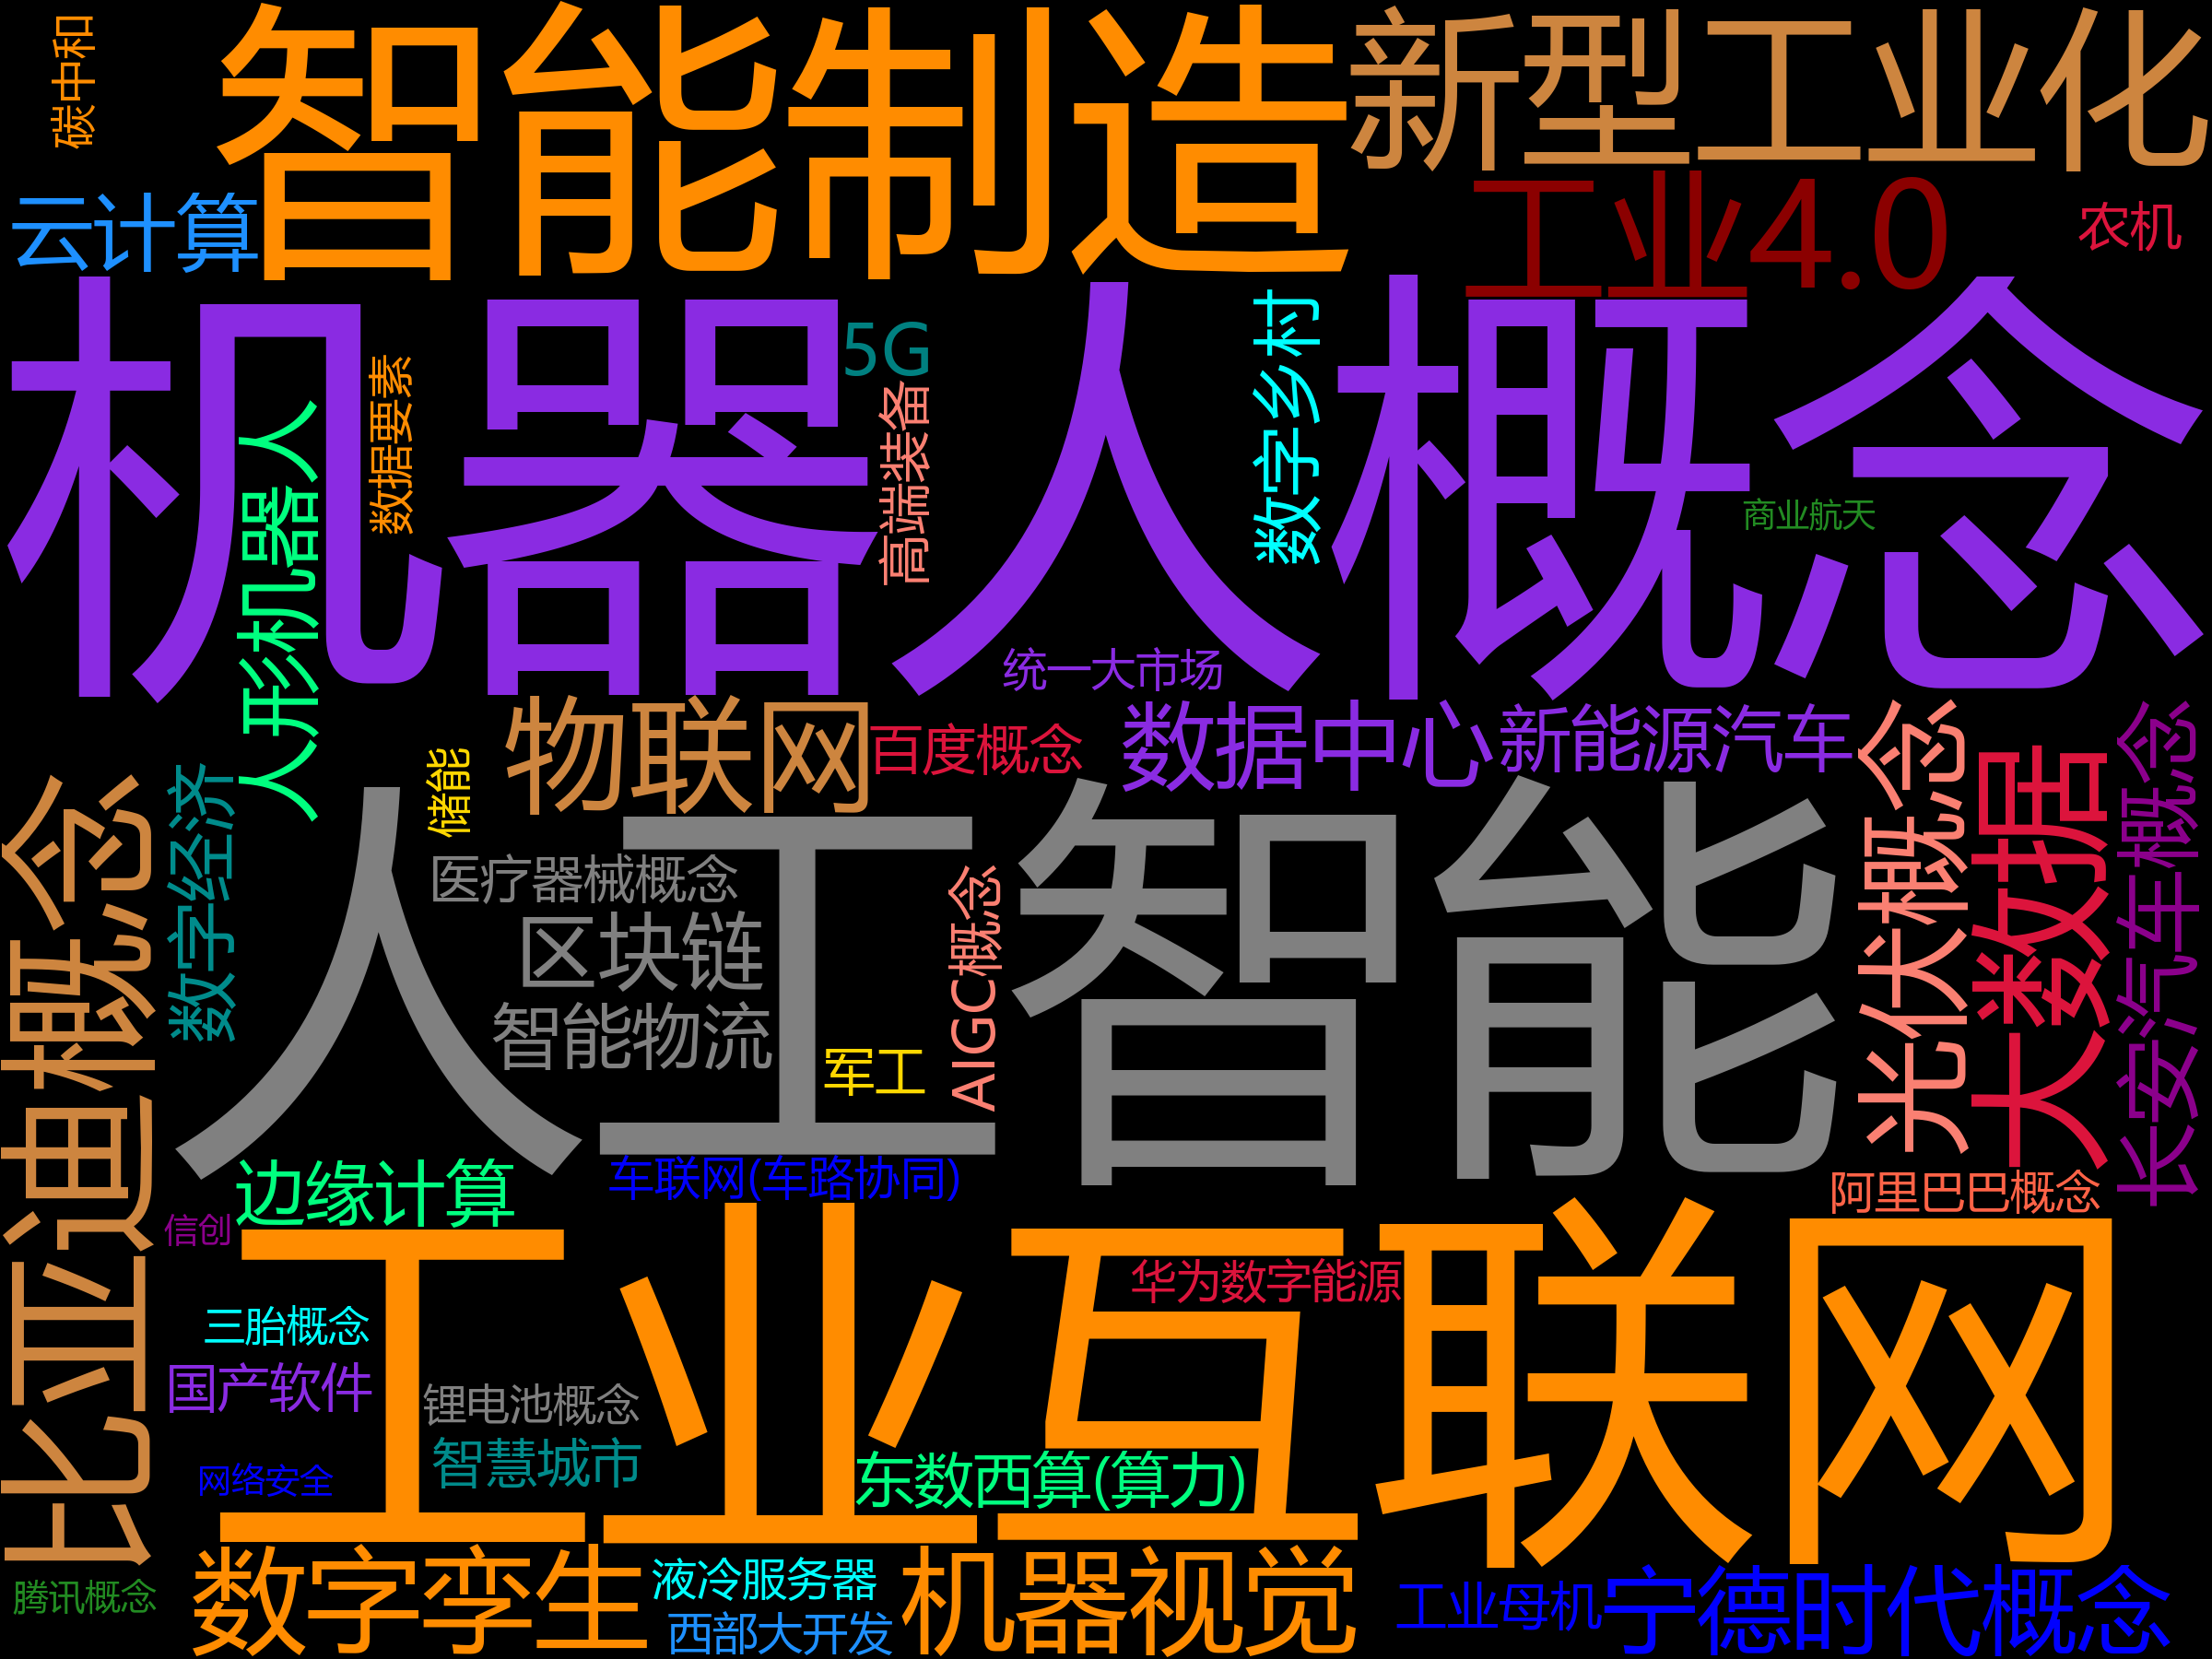 碳中和
智能制造
新型工业化
云计算
工业4.0
农机
机器人概念
5G
数字乡村
数据要素
高端装备
人形机器人
商业航天
统一大市场
物联网
百度概念
数据中心
新能源汽车
光伏概念
大数据
长安汽车概念
储能
数字经济
比亚迪概念
人工智能
医疗器械概念
区块链
AIGC概念
智能物流
军工
边缘计算
车联网(车路协同)
阿里巴巴概念
信创
工业互联网
华为数字能源
三胎概念
国产软件
锂电池概念
智慧城市
网络安全
东数西算(算力)
数字孪生
液冷服务器
机器视觉
腾讯概念
西部大开发
工业母机
宁德时代概念